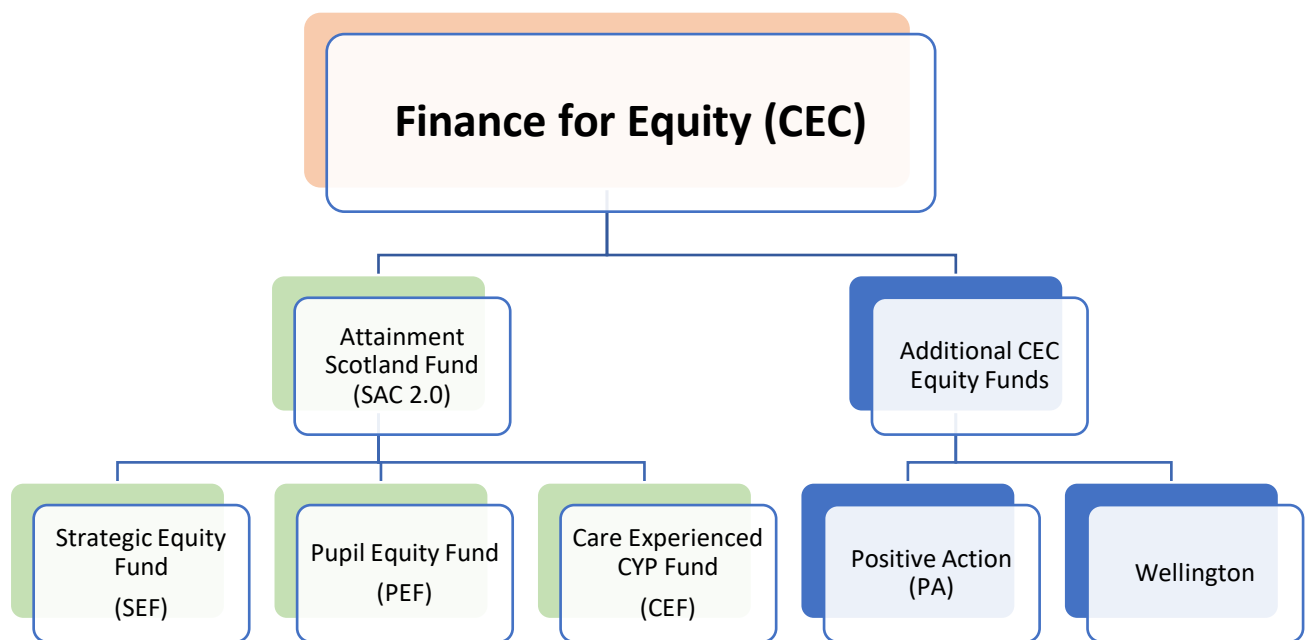 Finance for Equity (CEC)
Attainment
Scotland Fund
(SAC 2.0)
Additional CEC
Equity Funds
Strategic Equity
Fund
(SEF)
Pupil Equity Fund
(PEF)
Care Experienced
CYP Fund
(CEF)
Positive Action
(PA)
Wellington